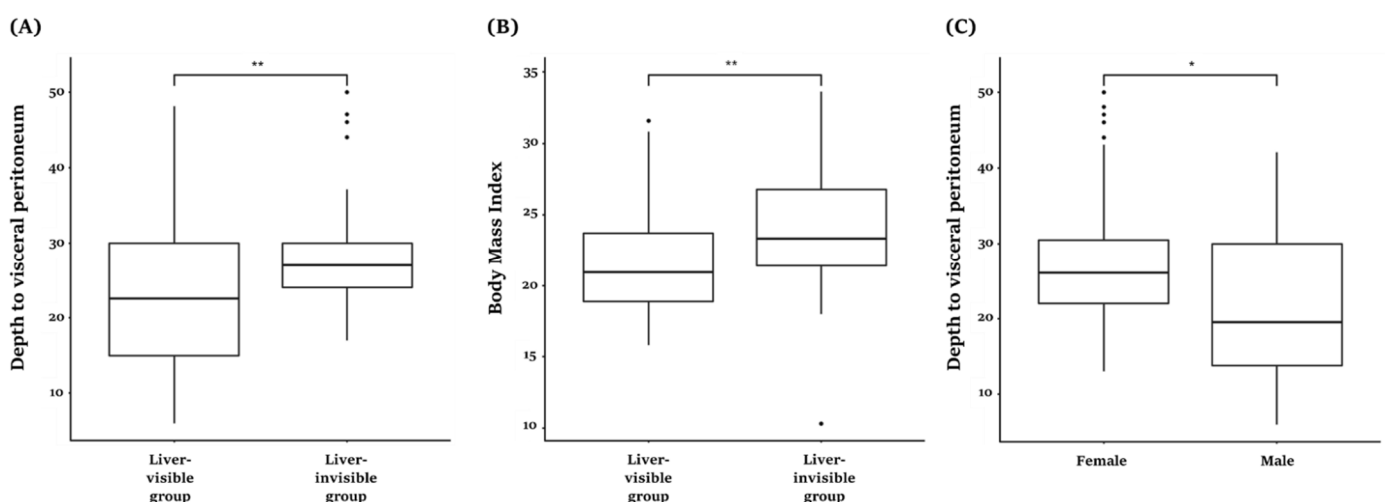 (A)
Depth to visceral peritoneum
50
40
30
20
10
**
Liver-
visible
group
Liver-
invisible
group
(B)
Body Mass Index
35
30
25
20
15
10
**
Liver-
visible
group
Liver-
invisible
group
(C)
Depth to visceral peritoneum
50
40
30
20
10
*
Female
Male